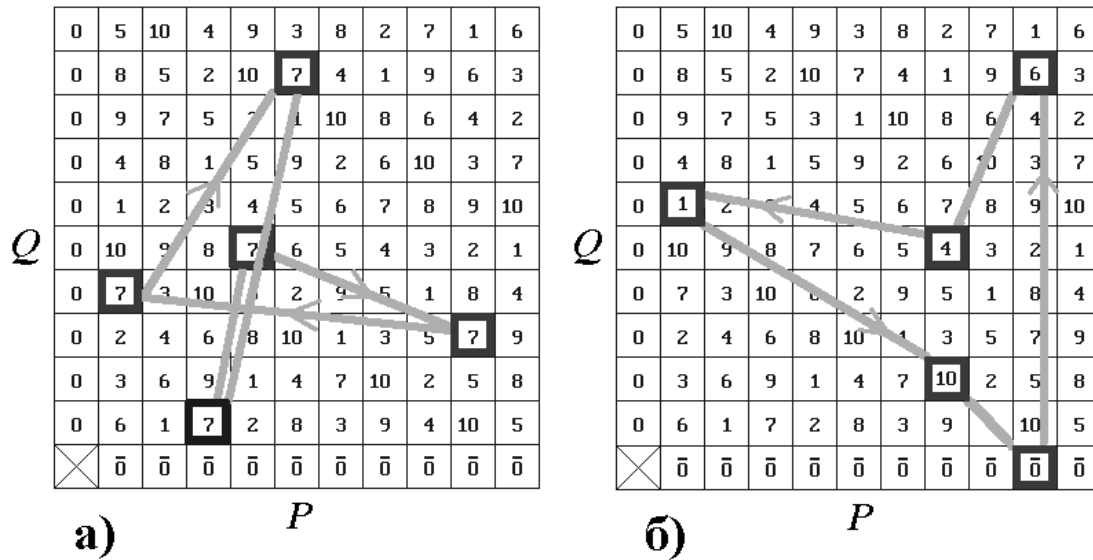 0 5 10 4 9 3 8 2 7 1 6
0 8 5 2 10 7 4 1 9 6 3
0 9 7 5 1 10 8 6 4 2
0 4 8 1 5 9 2 6 10 3 7
0 1 2 3 4 5 6 7 8 9 10
Q 0 10 9 8 7 6 5 4 3 2 1
0 7 3 10 2 9 5 1 8 4
0 2 4 6 8 10 1 3 5 7 9
0 3 6 9 1 4 7 10 2 5 8
0 6 1 7 2 8 3 9 4 10 5
0̄ 0̄ 0̄ 0̄ 0̄ 0̄ 0̄ 0̄ 0̄ 0̄
P
а)
0 5 10 4 9 3 8 2 7 1 6
0 8 5 2 10 7 4 1 9 6 3
0 9 7 5 3 1 10 8 6 4 2
0 4 8 1 5 9 2 6 10 3 7
0 1 2 4 5 6 7 8 9 10
Q 0 10 9 8 7 6 5 4 3 2 1
0 7 3 10 2 9 5 1 8 4
0 2 4 6 8 10 3 5 7 9
0 3 6 9 1 4 7 10 2 5 8
0 6 1 7 2 8 3 9 10 5
0̄ 0̄ 0̄ 0̄ 0̄ 0̄ 0̄ 0̄ 0̄ 0̄
P
б)